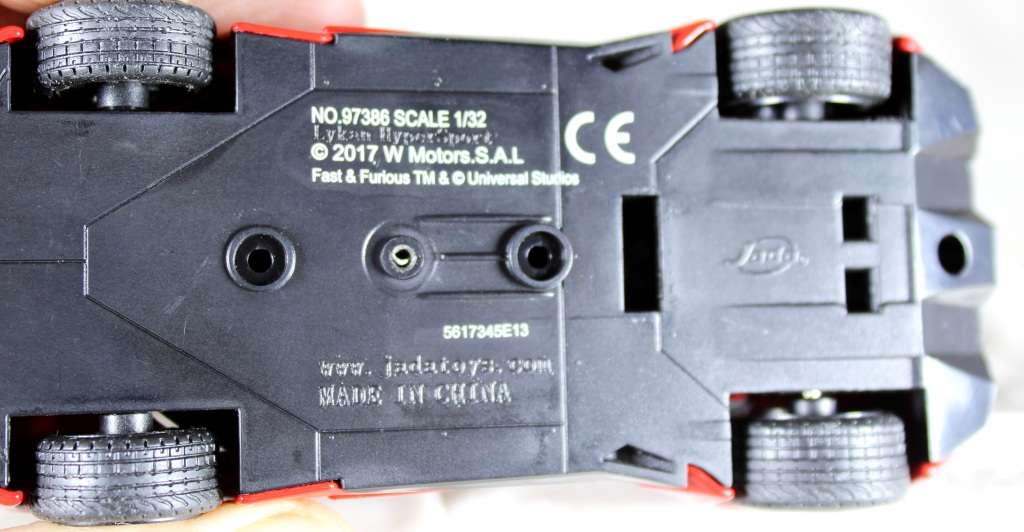 NO.97386 SCALE 1/32
Lykan HyperSport
© 2017 W Motors.S.A.L
Fast & Furious TM & © Universal Studios
CE
Jada
5617345E13
www.jadatoys.com
MADE IN CHINA